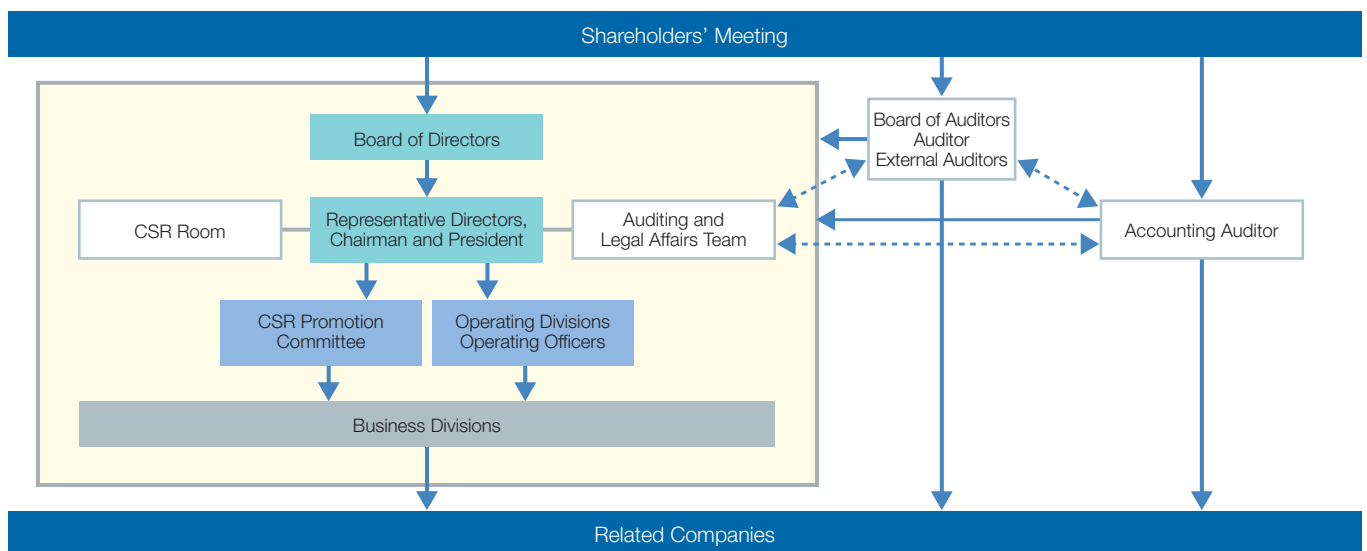 Shareholders’ Meeting
Board of Directors
Board of Auditors
Auditor
External Auditors
CSR Room
Representative Directors,
Chairman and President
Auditing and
Legal Affairs Team
Accounting Auditor
CSR Promotion
Committee
Operating Divisions
Operating Officers
Business Divisions
Related Companies